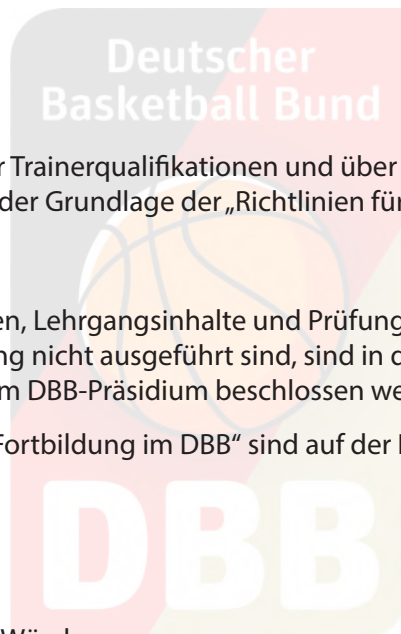 Deutscher
Basketball Bund
r Trainerqualifikationen und über
der Grundlage der „Richtlinien für
en, Lehrgangsinhalte und Prüfung
ng nicht ausgeführt sind, sind in d
m DBB-Präsidium beschlossen we
Fortbildung im DBB“ sind auf der
DBB